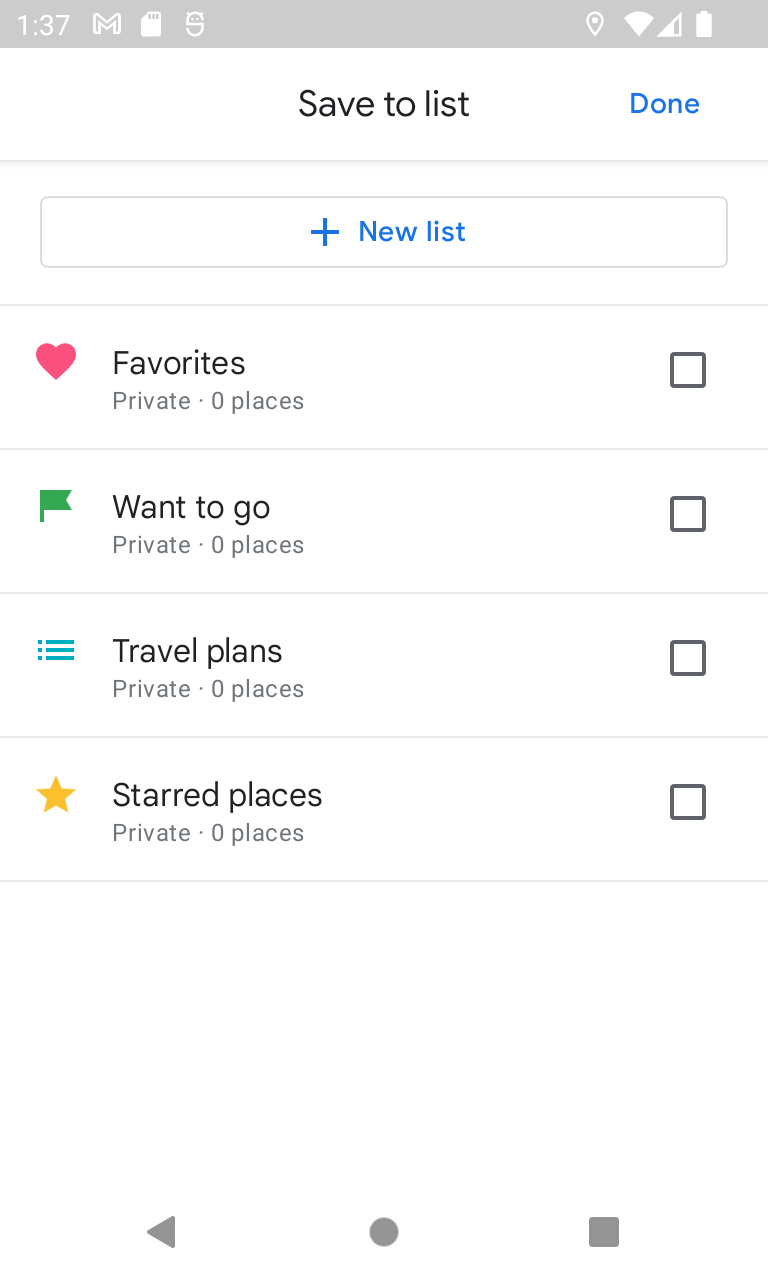 1:37
Save to list
Done
New list
Favorites
Private · 0 places
Want to go
Private · 0 places
Travel plans
Private · 0 places
Starred places
Private · 0 places